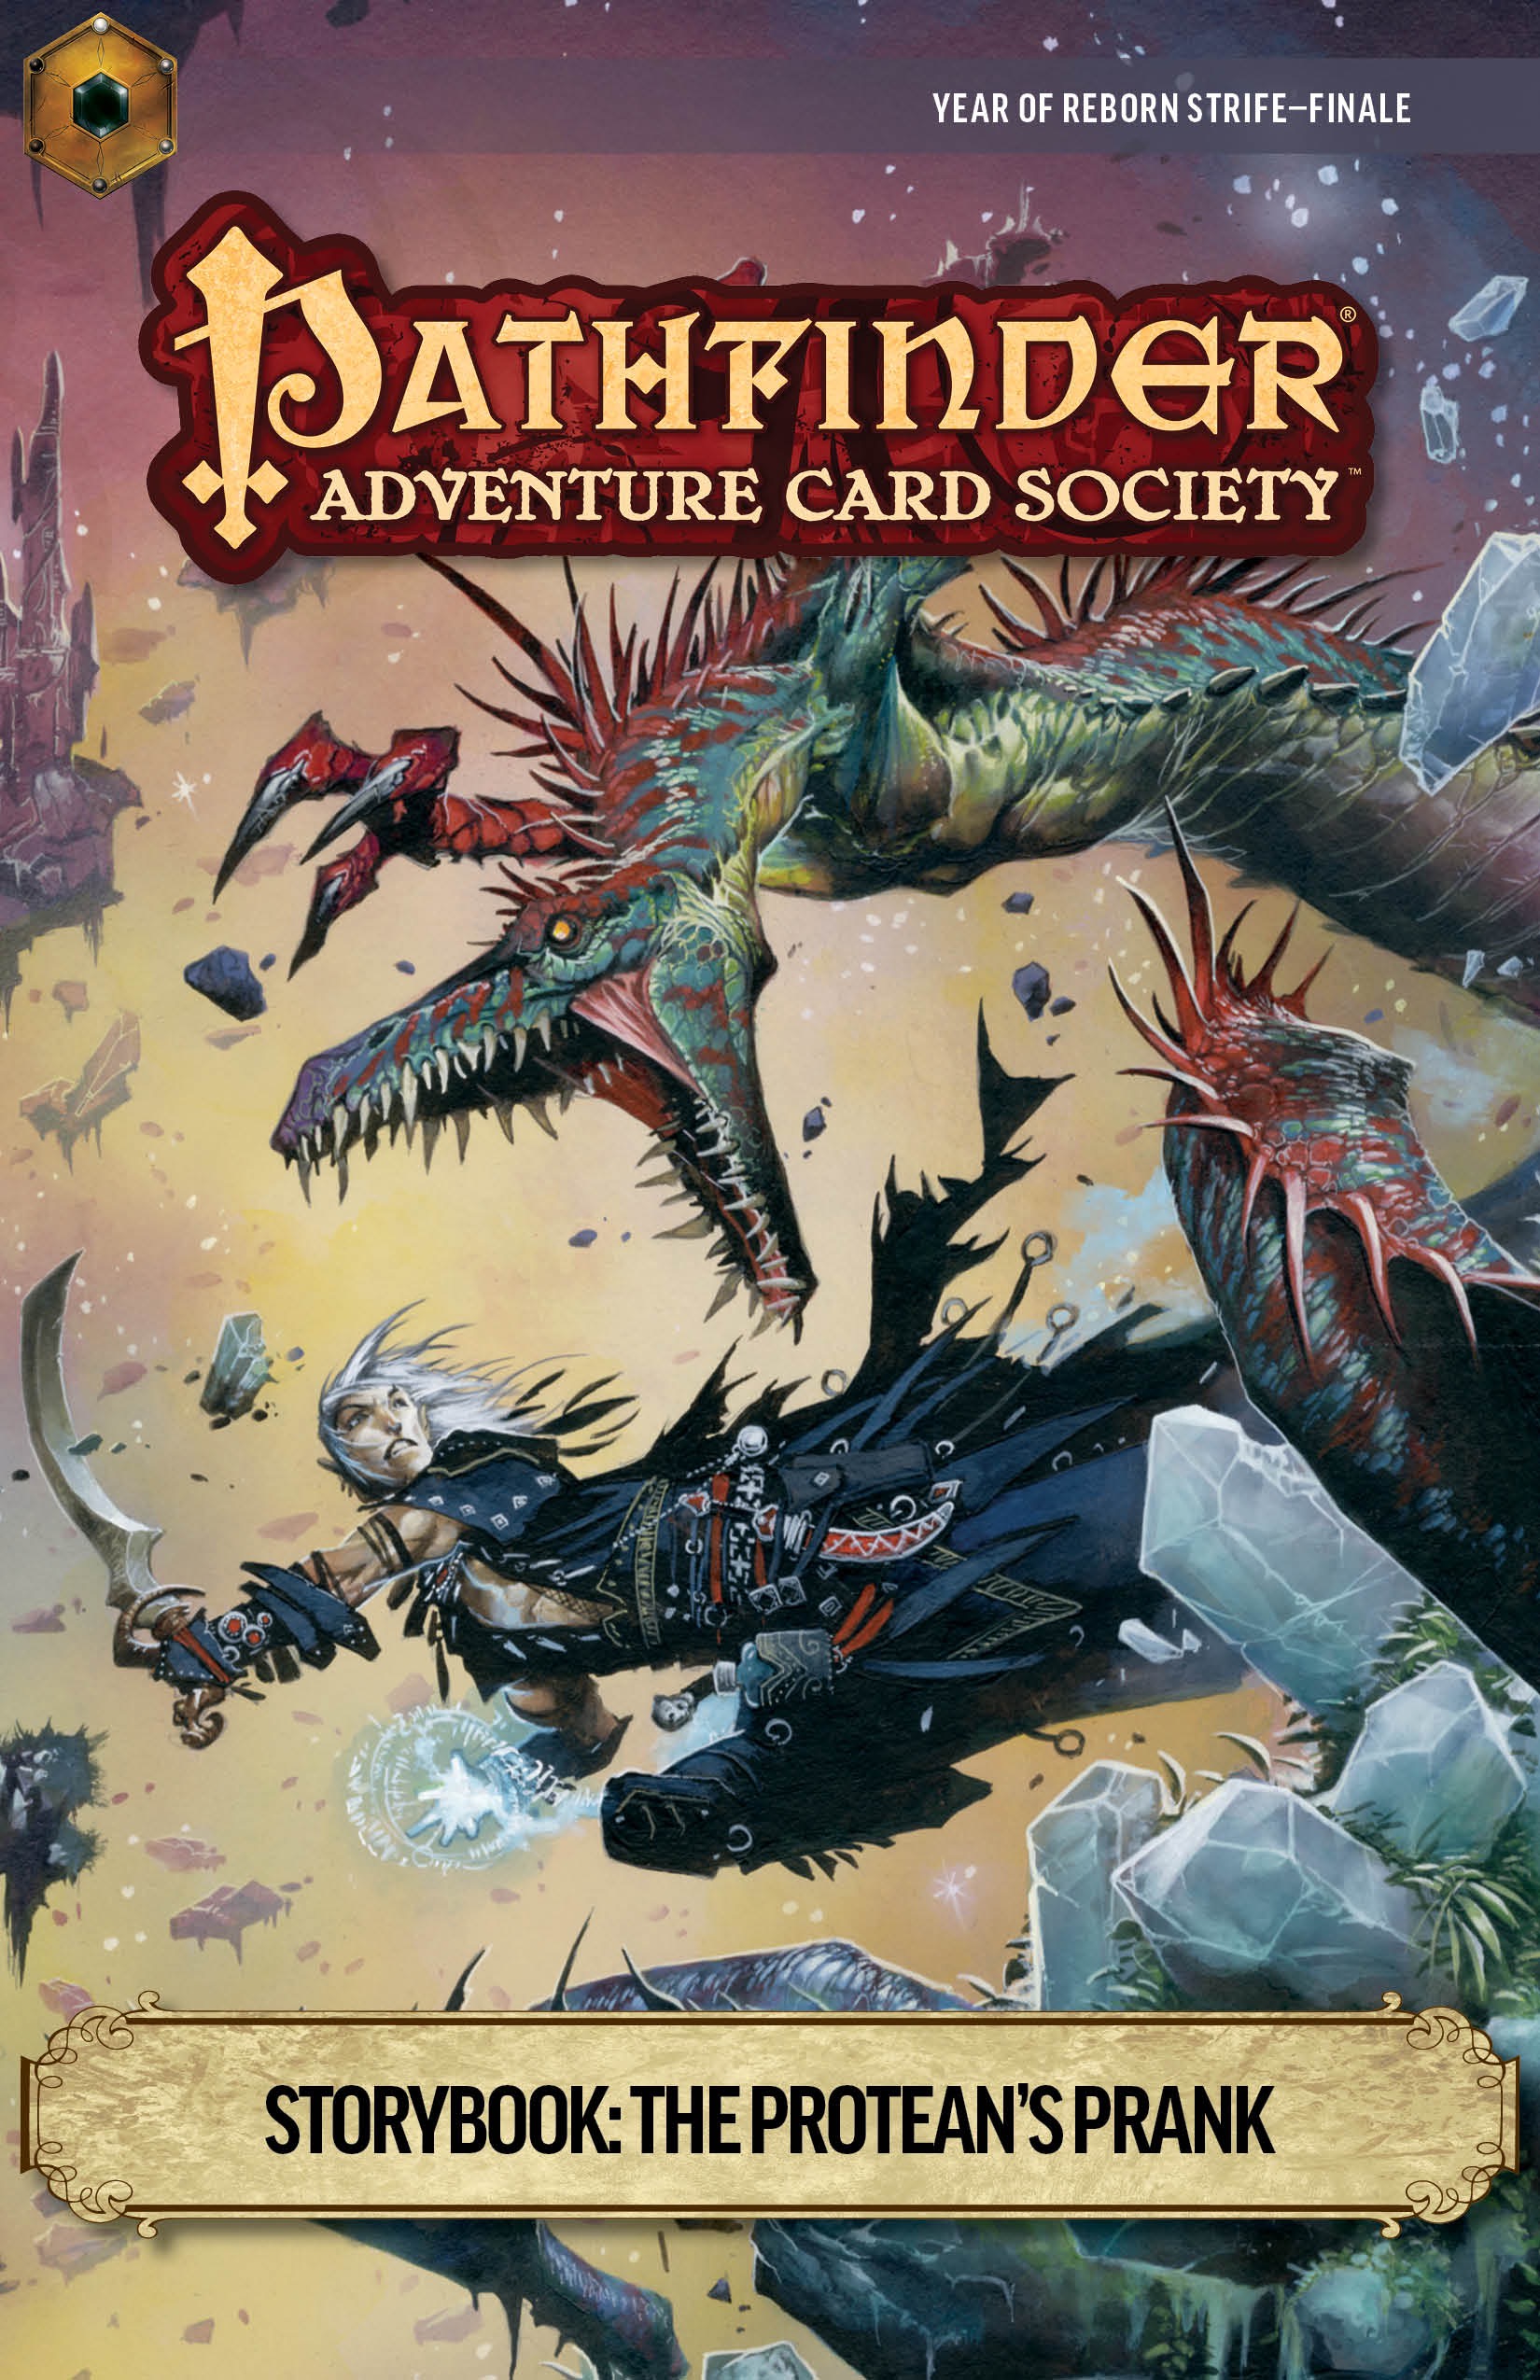 YEAR OF REBORN STRIFE–FINALE
PATHFINDER®
ADVENTURE CARD SOCIETY™
STORYBOOK: THE PROTEAN'S PRANK